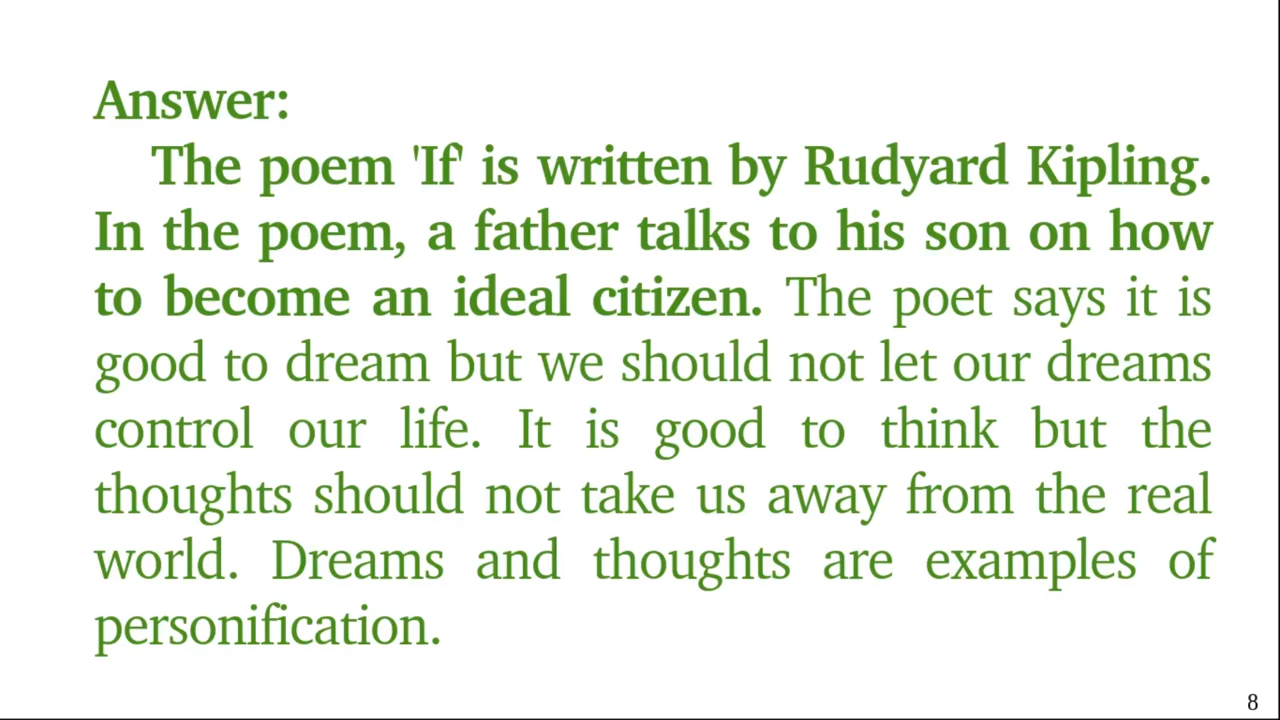 Answer:
The poem 'If' is written by Rudyard Kipling.
In the poem, a father talks to his son on how
to become an ideal citizen. The poet says it is
good to dream but we should not let our dreams
control our life. It is good to think but the
thoughts should not take us away from the real
world. Dreams and thoughts are examples of
personification.
8